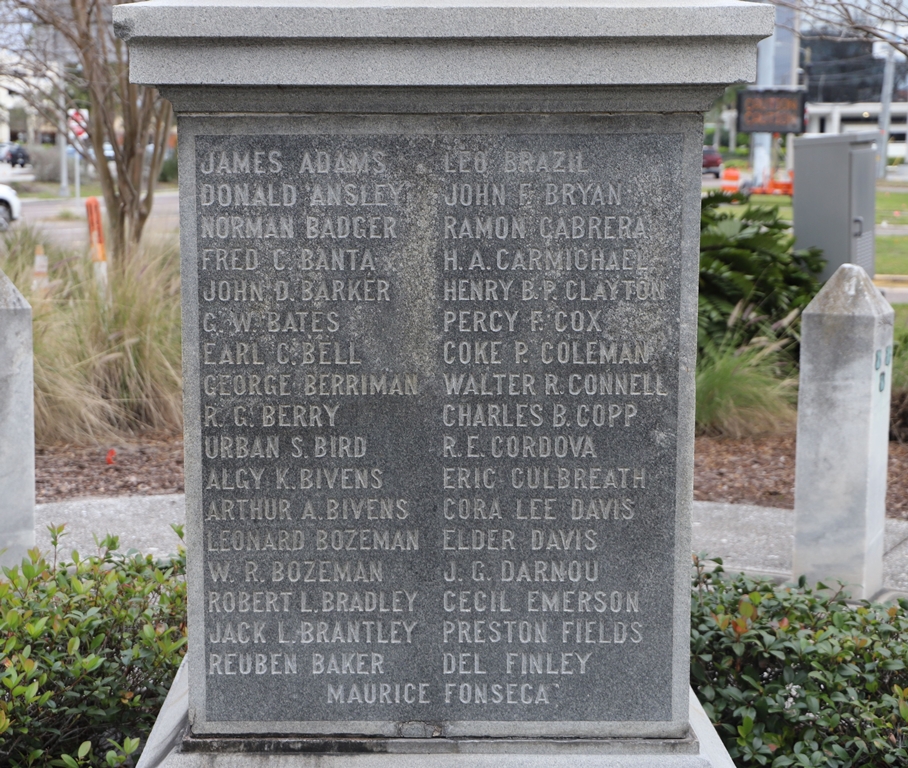 JAMES ADAMS
DONALD ANSLEY
NORMAN BADGER
FRED C. BANTA
JOHN D. BARKER
G. W. BATES
EARL C. BELL
GEORGE BERRIMAN
R. G. BERRY
URBAN S. BIRD
ALGY K. BIVENS
ARTHUR A. BIVENS
LEONARD BOZEMAN
W. R. BOZEMAN
ROBERT L. BRADLEY
JACK L. BRANTLEY
REUBEN BAKER
LEO BRAZIL
JOHN F. BRYAN
RAMON CABRERA
H. A. CARMICHAEL
HENRY B. P. CLAYTON
PERCY F. COX
COKE P. COLEMAN
WALTER R. CONNELL
CHARLES B. COPP
R. E. CORDOVA
ERIC CULBREATH
CORA LEE DAVIS
ELDER DAVIS
J. G. DARNOU
CECIL EMERSON
PRESTON FIELDS
DEL FINLEY
MAURICE FONSECA